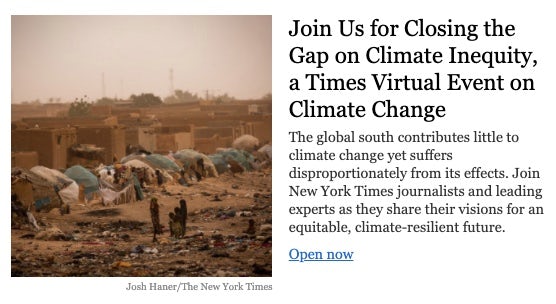 Join Us for Closing the
Gap on Climate Inequity,
a Times Virtual Event on
Climate Change
The global south contributes little to
climate change yet suffers
disproportionately from its effects. Join
New York Times journalists and leading
experts as they share their visions for an
equitable, climate-resilient future.
Open now
Josh Haner/The New York Times